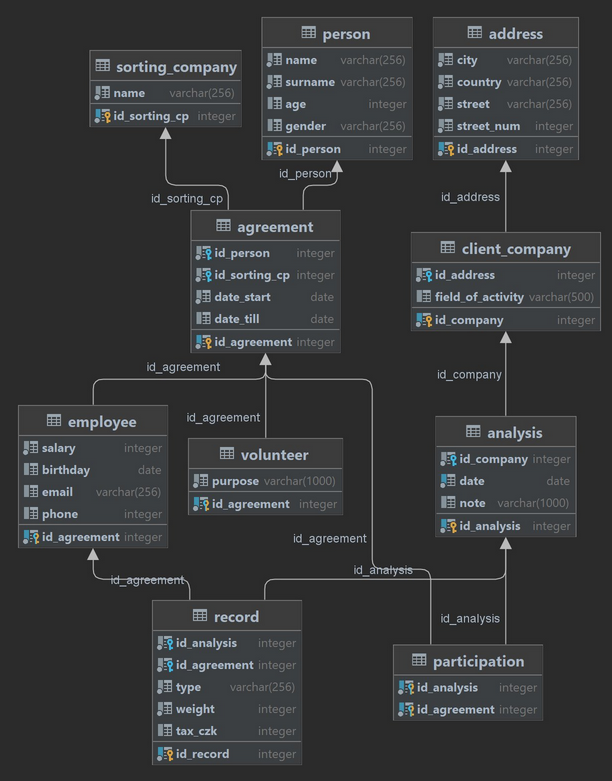 sorting_company
name varchar(256)
id_sorting_cp integer
person
name varchar(256)
surname varchar(256)
age integer
gender varchar(256)
id_person integer
address
city varchar(256)
country varchar(256)
street varchar(256)
street_num integer
id_address integer
id_sorting_cp
id_person
id_address
agreement
id_person integer
id_sorting_cp integer
date_start date
date_till date
id_agreement integer
client_company
id_address integer
field_of_activity varchar(500)
id_company integer
id_agreement
id_agreement
id_company
employee
salary integer
birthday date
email varchar(256)
phone integer
id_agreement integer
volunteer
purpose varchar(1000)
id_agreement integer
analysis
id_company integer
date date
note varchar(1000)
id_analysis integer
id_agreement
id_agreement
id_analysis
id_analysis
record
id_analysis integer
id_agreement integer
type varchar(256)
weight integer
tax_czk integer
id_record integer
participation
id_analysis integer
id_agreement integer